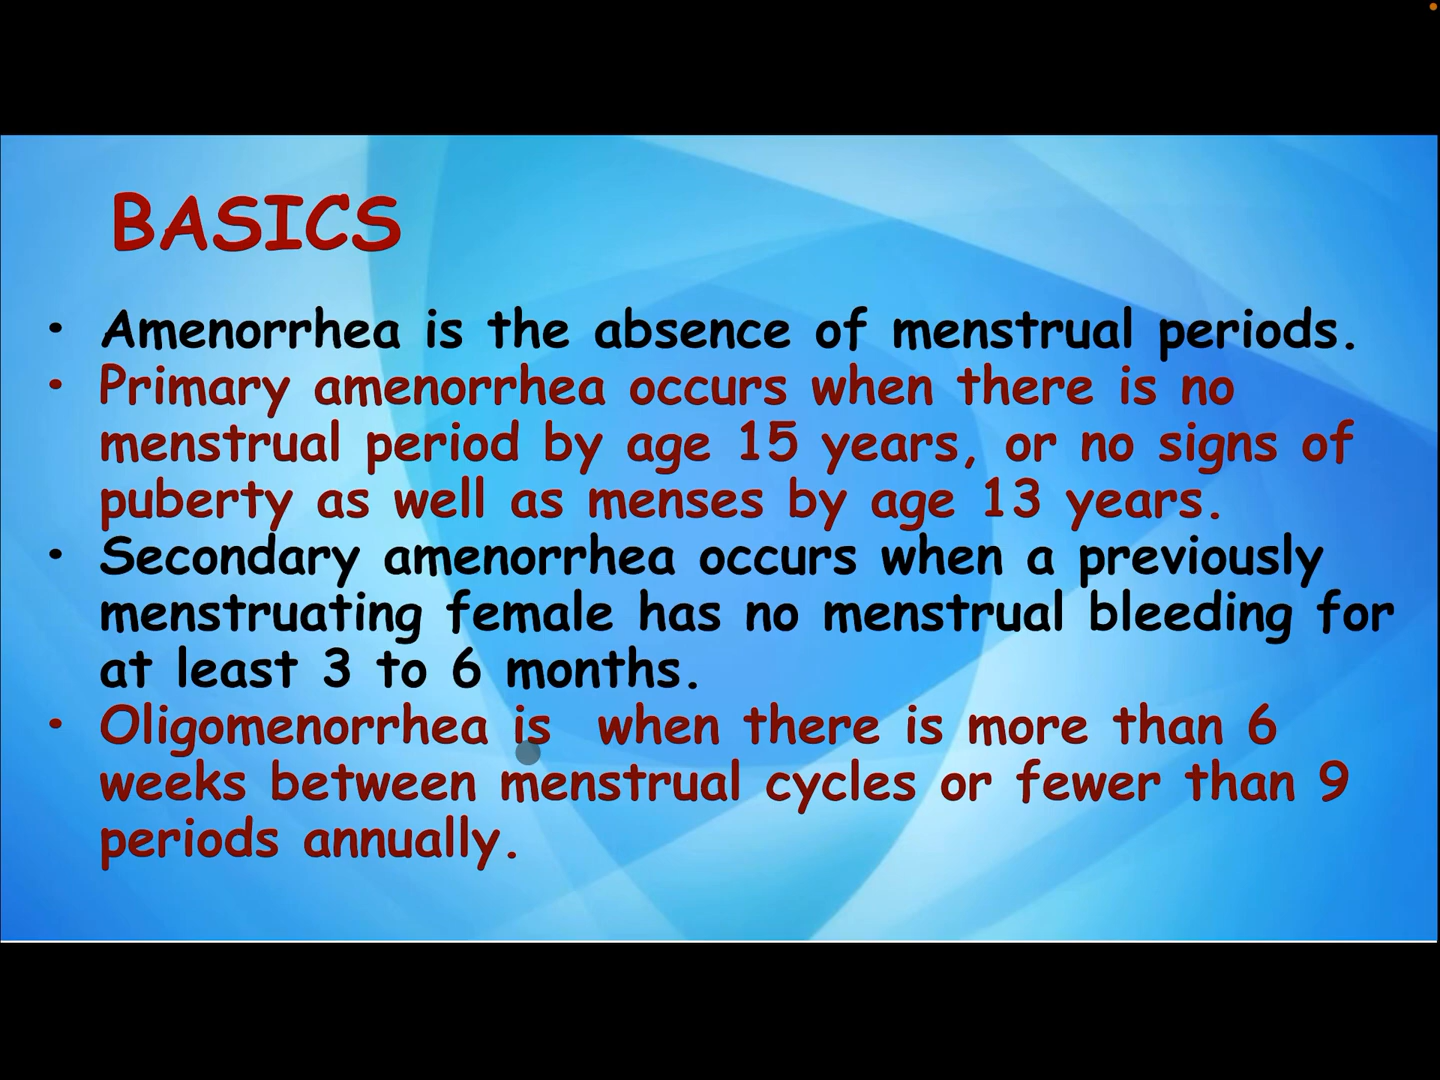 BASICS
• Amenorrhea is the absence of menstrual periods.
• Primary amenorrhea occurs when there is no
menstrual period by age 15 years, or no signs of
puberty as well as menses by age 13 years.
• Secondary amenorrhea occurs when a previously
menstruating female has no menstrual bleeding for
at least 3 to 6 months.
• Oligomenorrhea is  when there is more than 6
weeks between menstrual cycles or fewer than 9
periods annually.